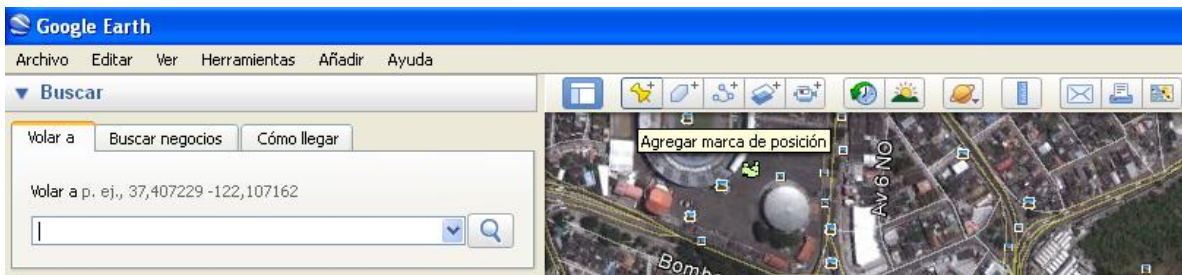 Google Earth
Archivo Editar Ver Herramientas Añadir Ayuda
Buscar
Volar a Buscar negocios Cómo llegar
Volar a p. ej., 37,407229 -122,107162
Agregar marca de posición
Av 6 NO